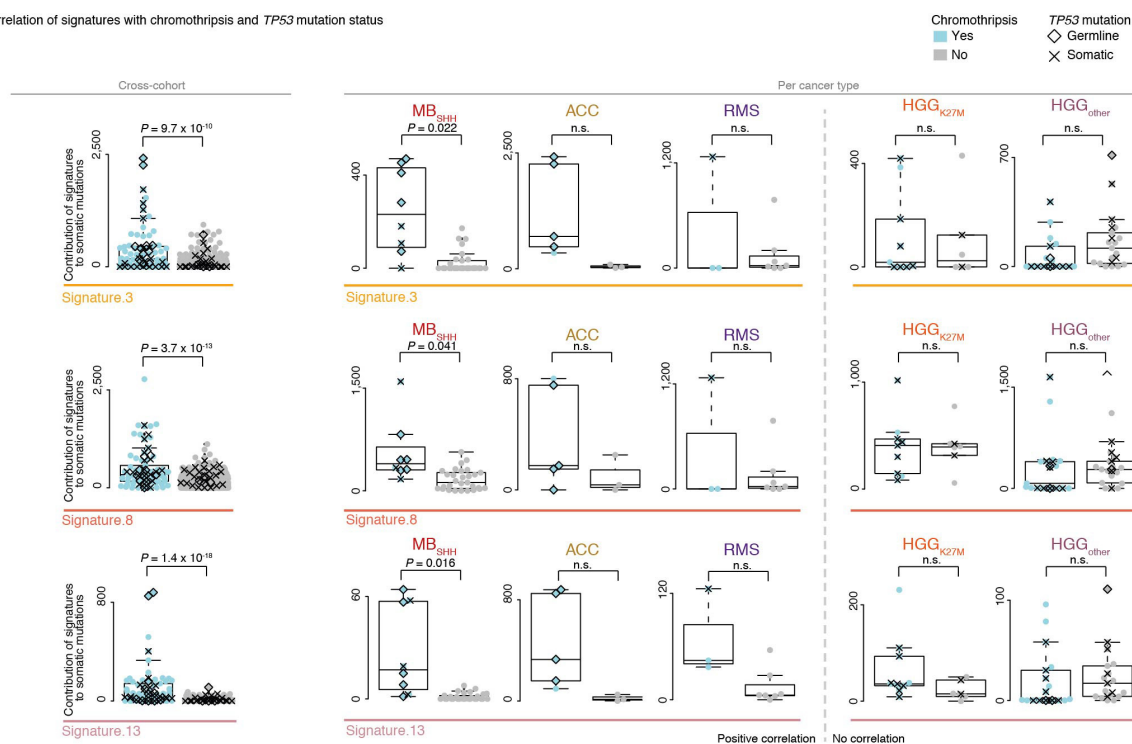 rrelation of signatures with chromothripsis and TP53 mutation status
Chromothripsis
Yes
No
TP53 mutation
Germline
Somatic
Cross-cohort
Per cancer type
Contribution of signatures
to somatic mutations
2,500
0
P = 9.7 x 10-10
Signature.3
MBSHH
P = 0.022
400
0
ACC
n.s.
2,500
0
RMS
n.s.
1,200
0
Signature.3
HGGK27M
n.s.
400
0
HGGother
n.s.
700
0
Contribution of signatures
to somatic mutations
2,500
0
P = 3.7 x 10-13
Signature.8
MBSHH
P = 0.041
1,500
0
ACC
n.s.
800
0
RMS
n.s.
1,200
0
Signature.8
HGGK27M
n.s.
1,000
0
HGGother
n.s.
1,500
0
Contribution of signatures
to somatic mutations
800
0
P = 1.4 x 10-18
Signature.13
MBSHH
P = 0.016
60
0
ACC
n.s.
800
0
RMS
n.s.
120
0
Signature.13
HGGK27M
n.s.
200
0
HGGother
n.s.
100
0
Positive correlation
No correlation